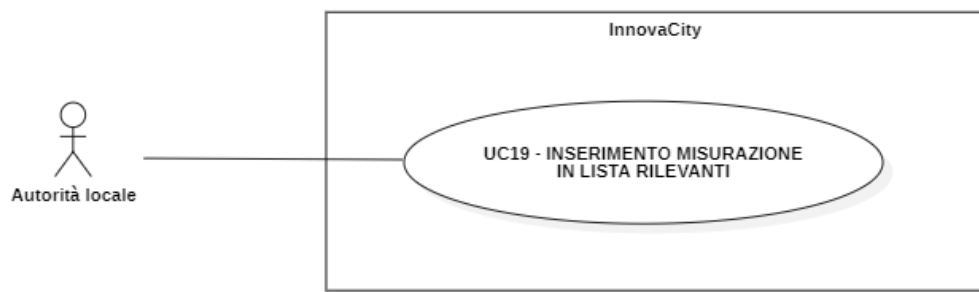 InnovaCity
UC19 - INSERIMENTO MISURAZIONE
IN LISTA RILEVANTI
Autorità locale